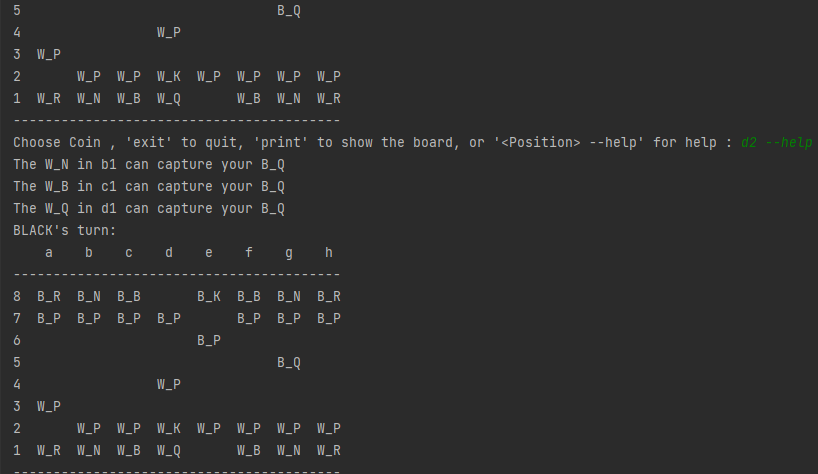 5                                B_Q
4                 W_P
3  W_P
2       W_P  W_P  W_K  W_P  W_P  W_P  W_P
1  W_R  W_N  W_B  W_Q       W_B  W_N  W_R
-----------------------------------------
Choose Coin , 'exit' to quit, 'print' to show the board, or '<Position> --help' for help : d2 --help
The W_N in b1 can capture your B_Q
The W_B in c1 can capture your B_Q
The W_Q in d1 can capture your B_Q
BLACK's turn:
    a    b    c    d    e    f    g    h
-----------------------------------------
8  B_R  B_N  B_B       B_K  B_B  B_N  B_R
7  B_P  B_P  B_P  B_P       B_P  B_P  B_P
6                      B_P
5                                B_Q
4                 W_P
3  W_P
2       W_P  W_P  W_K  W_P  W_P  W_P  W_P
1  W_R  W_N  W_B  W_Q       W_B  W_N  W_R
-----------------------------------------